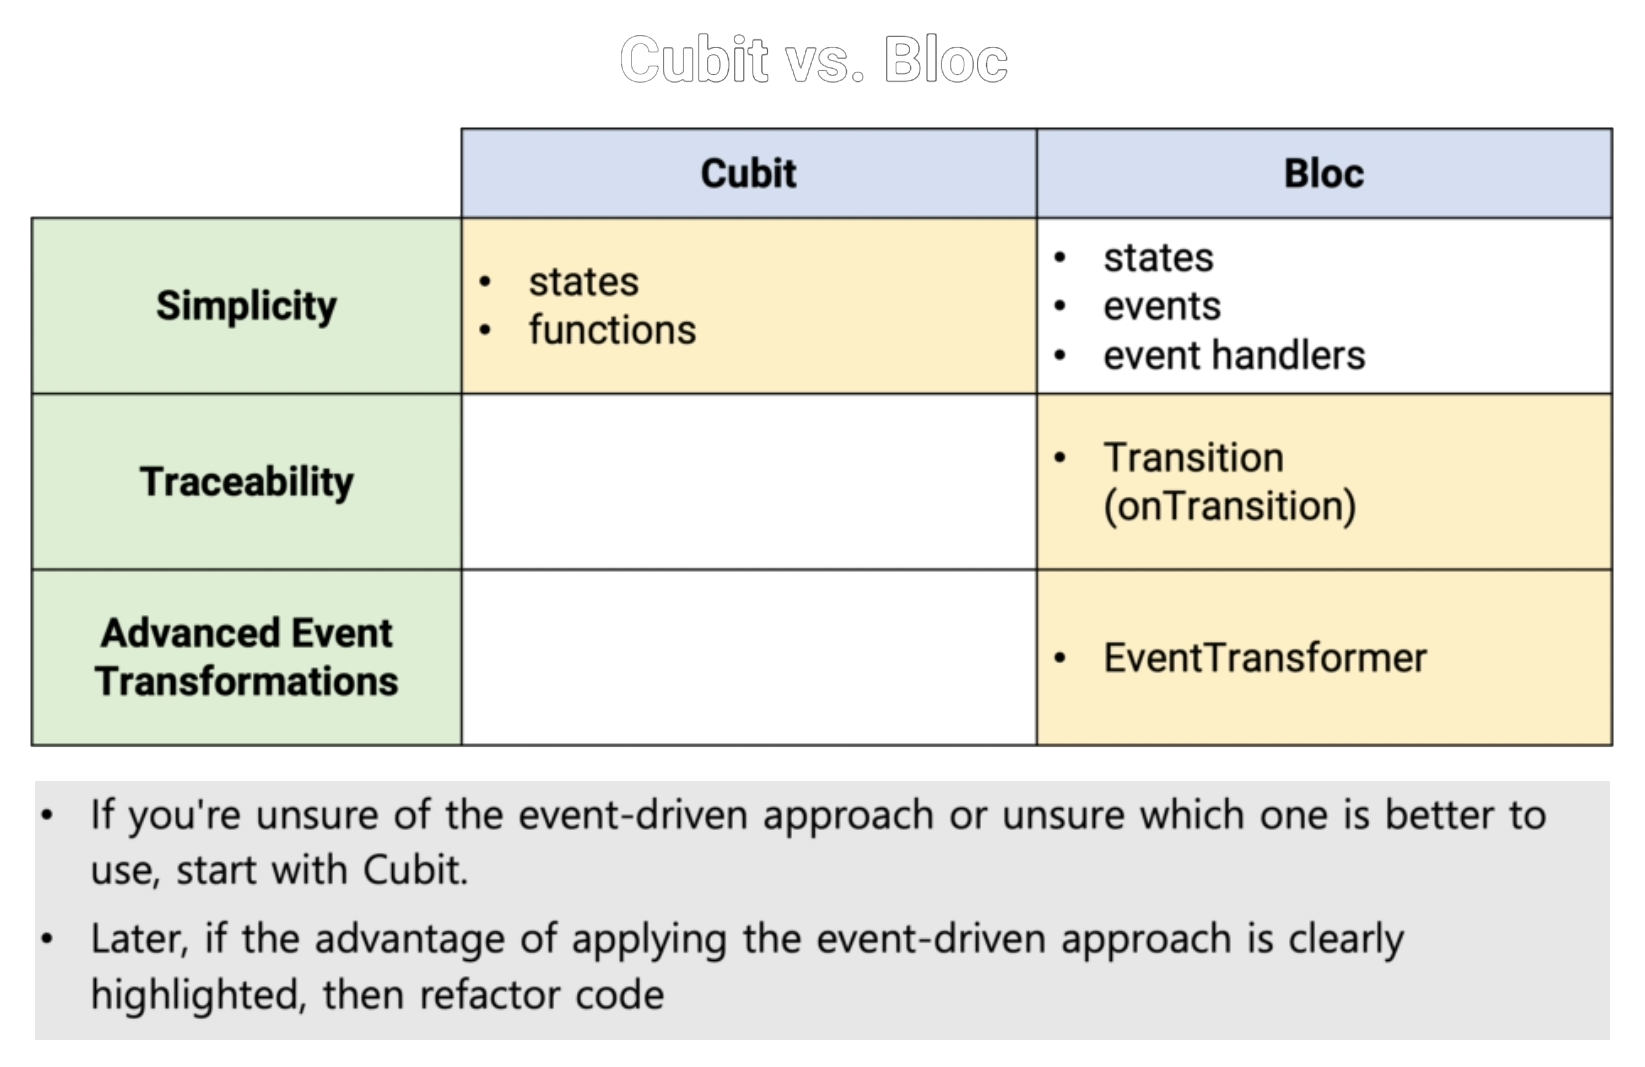 Cubit vs. Bloc
Cubit
Bloc
Simplicity
• states
• functions
• states
• events
• event handlers
Traceability
• Transition
(onTransition)
Advanced Event
Transformations
• EventTransformer
• If you're unsure of the event-driven approach or unsure which one is better to
use, start with Cubit.
• Later, if the advantage of applying the event-driven approach is clearly
highlighted, then refactor code